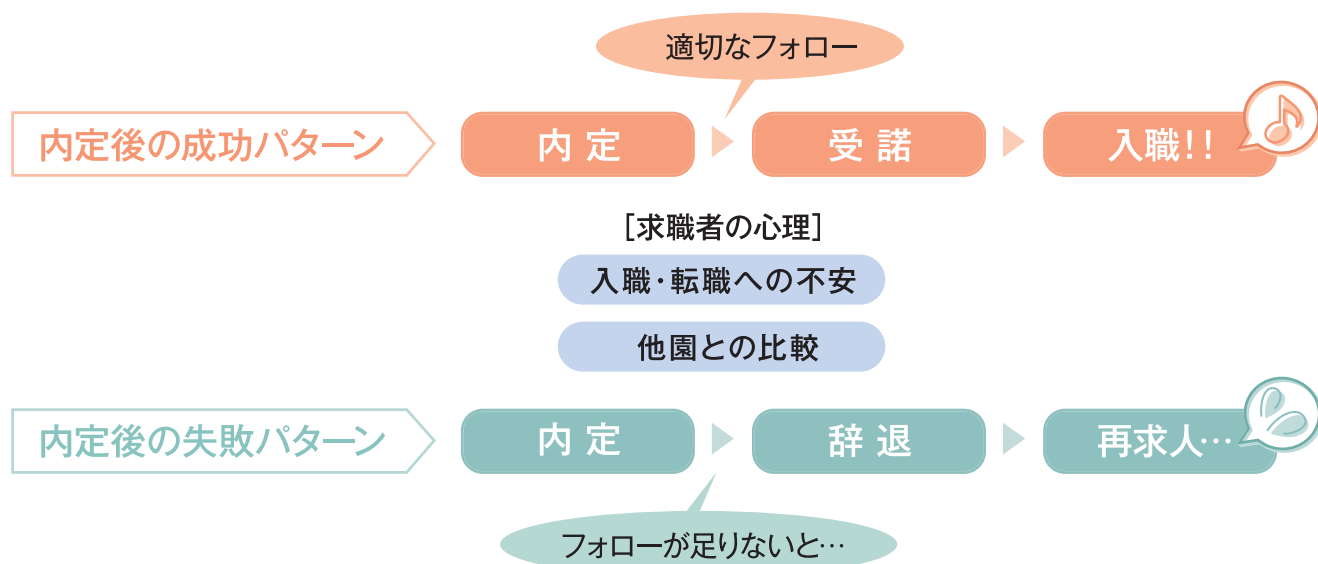 適切なフォロー
内定後の成功パターン
内定
受諾
入職!!
[求職者の心理]
入職・転職への不安
他園との比較
内定後の失敗パターン
内定
辞退
再求人…
フォローが足りないと…